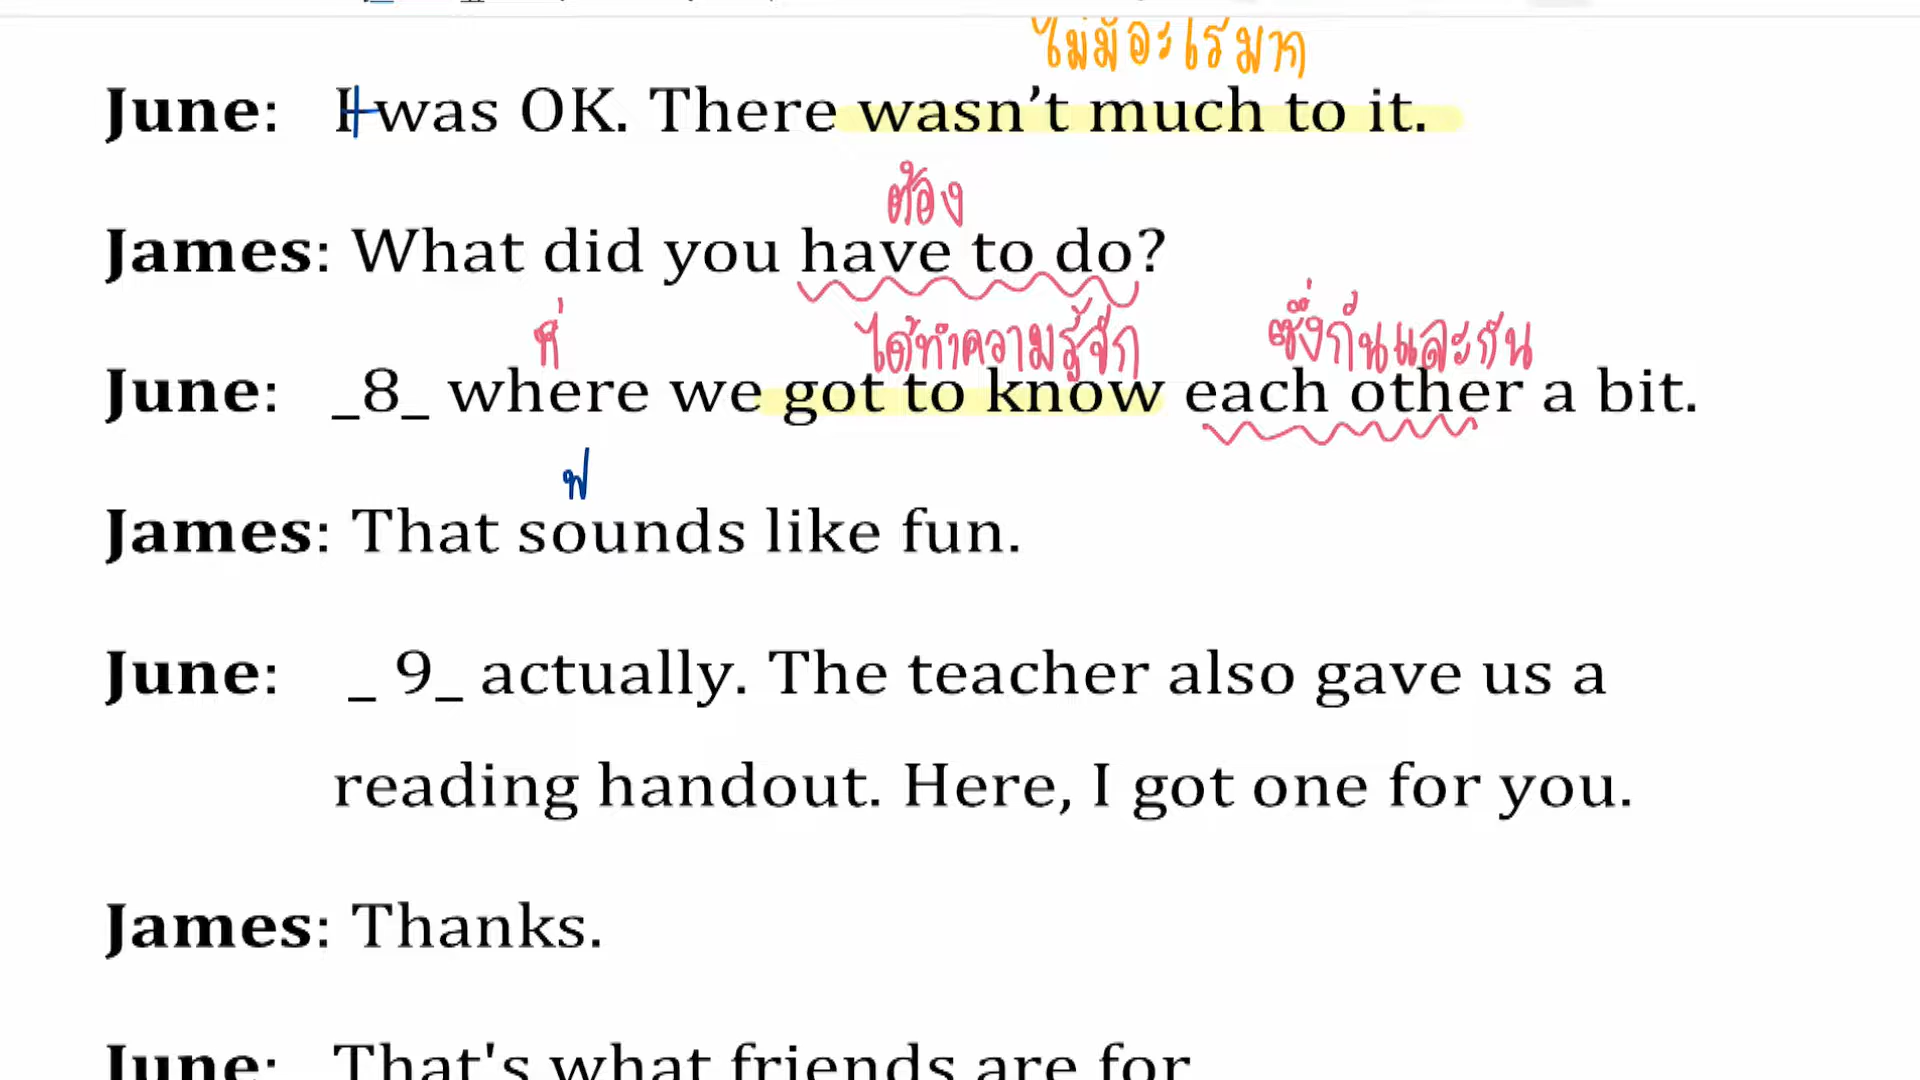 ไม่มีอะไรมาก
June: It was OK. There wasn't much to it.
ต้อง
James: What did you have to do?
ที่ ได้ทำความรู้จัก ซึ่งกันและกัน
June: _8_ where we got to know each other a bit.
ฟ
James: That sounds like fun.
June: _ 9_ actually. The teacher also gave us a
reading handout. Here, I got one for you.
James: Thanks.
June: That's what friends are for